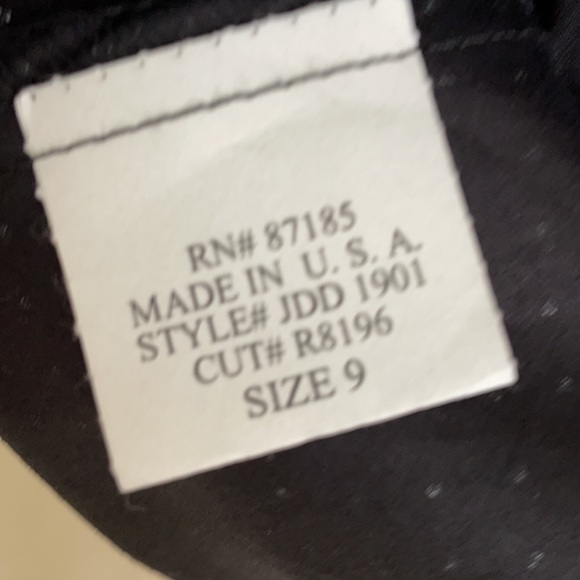 RN# 87185
MADE IN U. S. A.
STYLE# JDD 1901
CUT# R8196
SIZE 9